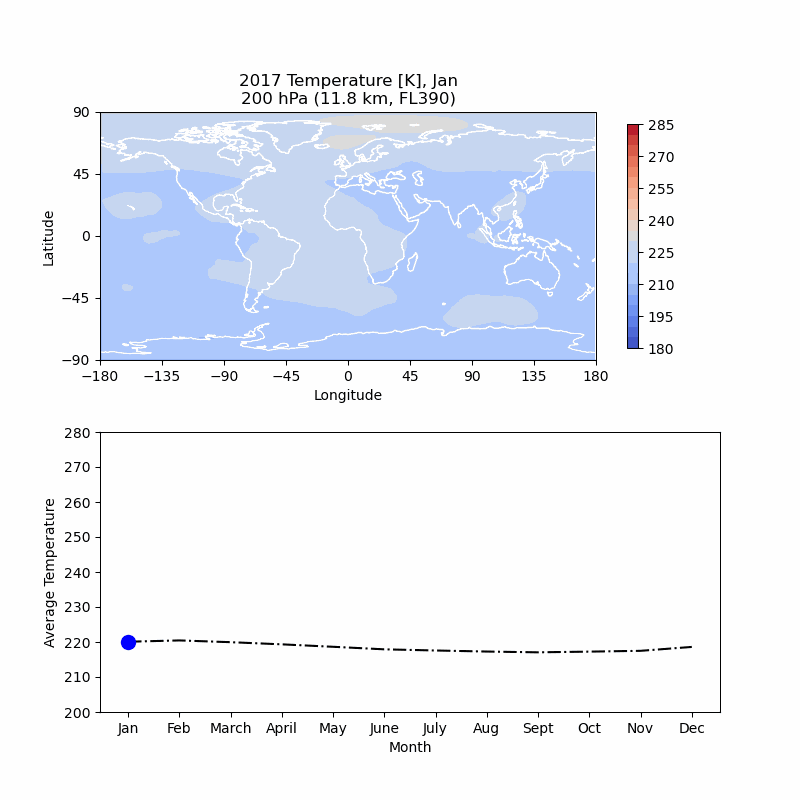 2017 Temperature [K], Jan
200 hPa (11.8 km, FL390)
90
45
0
−45
−90
Latitude
−180
−135
−90
−45
0
45
90
135
180
Longitude
285
270
255
240
225
210
195
180
280
270
260
250
240
230
220
210
200
Average Temperature
Jan
Feb
March
April
May
June
July
Aug
Sept
Oct
Nov
Dec
Month